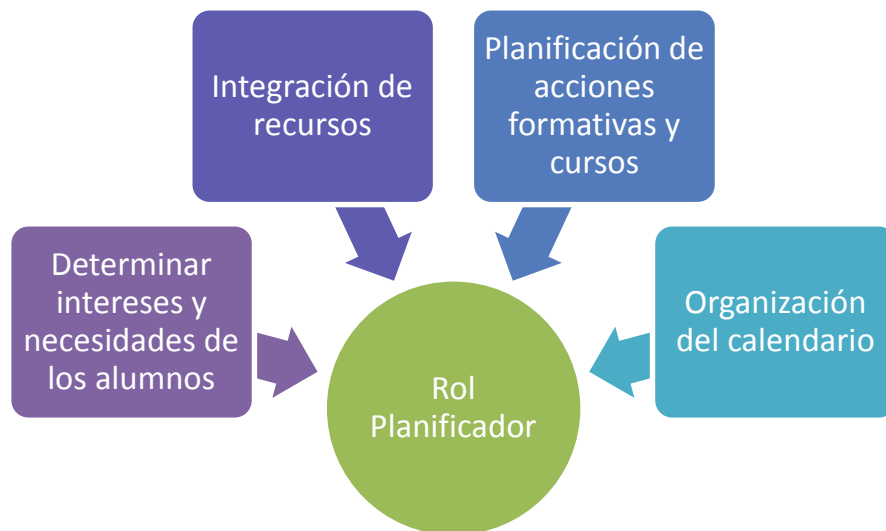 Determinar
intereses y
necesidades de
los alumnos
Integración de
recursos
Planificación de
acciones
formativas y
cursos
Organización
del calendario
Rol
Planificador